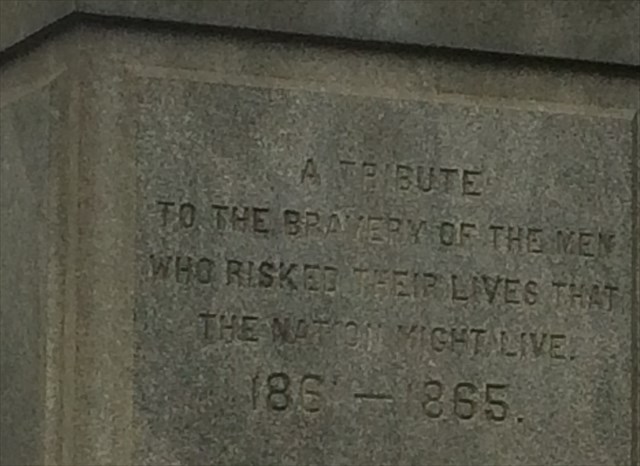 A TRIBUTE
TO THE BRAVERY OF THE MEN
WHO RISKED THEIR LIVES THAT
THE NATION MIGHT LIVE.
1861 — 1865.